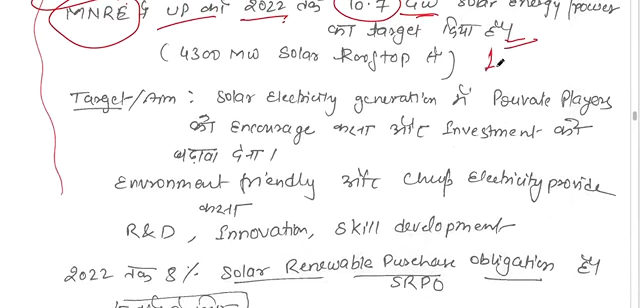 MNRE ने UP को 2022 तक 10.7 GW solar energy/power
का target दिया है
(4300 MW Solar Rooftop से) 1
Target/Aim : Solar Electricity generation में Pouvate Players
को Encourage करना और Investment को
बढ़ावा देना।
Environment friendly और Cheap Electricity provide
करना
R&D, Innovation, Skill development
2022 तक 8% Solar Renewable Purchase obligation है
SRPO